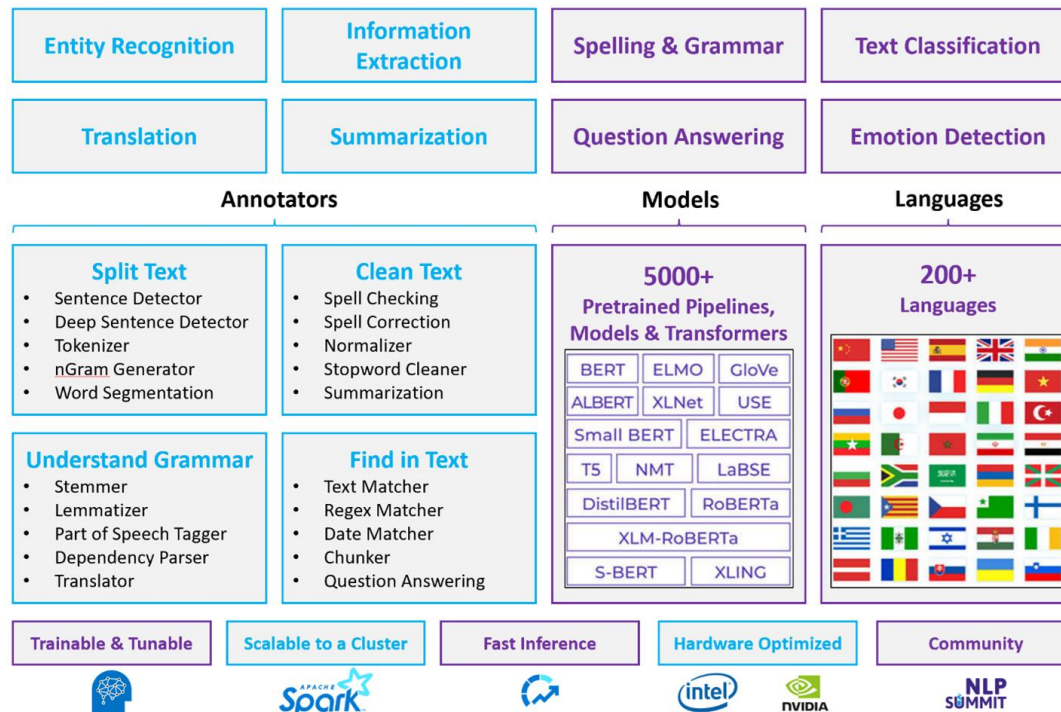 Entity Recognition
Information
Extraction
Spelling & Grammar
Text Classification
Translation
Summarization
Question Answering
Emotion Detection
Annotators
Models
Languages
Split Text
• Sentence Detector
• Deep Sentence Detector
• Tokenizer
• nGram Generator
• Word Segmentation
Clean Text
• Spell Checking
• Spell Correction
• Normalizer
• Stopword Cleaner
• Summarization
Understand Grammar
• Stemmer
• Lemmatizer
• Part of Speech Tagger
• Dependency Parser
• Translator
Find in Text
• Text Matcher
• Regex Matcher
• Date Matcher
• Chunker
• Question Answering
5000+
Pretrained Pipelines,
Models & Transformers
BERT ELMO GloVe
ALBERT XLNet USE
Small BERT ELECTRA
T5 NMT LaBSE
DistilBERT RoBERTa
XLM-RoBERTa
S-BERT XLING
200+
Languages
Trainable & Tunable
Scalable to a Cluster
Fast Inference
Hardware Optimized
Community
APACHE
Spark
intel
NVIDIA
NLP
SUMMIT